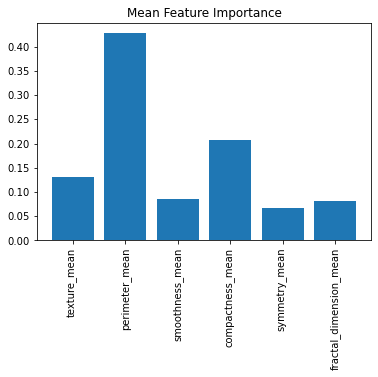 Mean Feature Importance
0.40
0.35
0.30
0.25
0.20
0.15
0.10
0.05
0.00
texture_mean
perimeter_mean
smoothness_mean
compactness_mean
symmetry_mean
fractal_dimension_mean